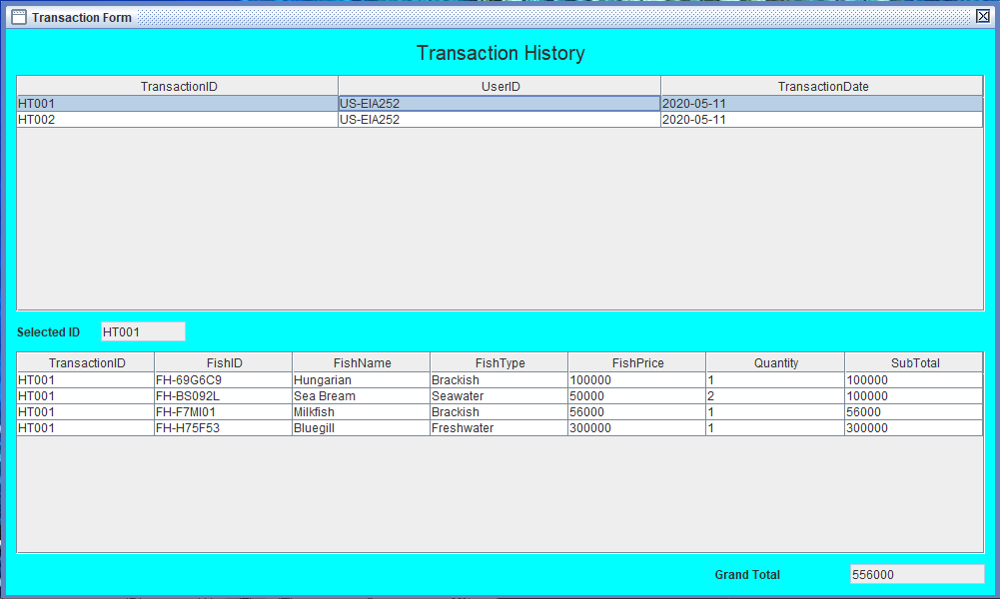 Transaction Form
Transaction History
TransactionID UserID TransactionDate
HT001 US-EIA252 2020-05-11
HT002 US-EIA252 2020-05-11
Selected ID HT001
TransactionID FishID FishName FishType FishPrice Quantity SubTotal
HT001 FH-69G6C9 Hungarian Brackish 100000 1 100000
HT001 FH-BS092L Sea Bream Seawater 50000 2 100000
HT001 FH-F7MI01 Milkfish Brackish 56000 1 56000
HT001 FH-H75F53 Bluegill Freshwater 300000 1 300000
Grand Total 556000